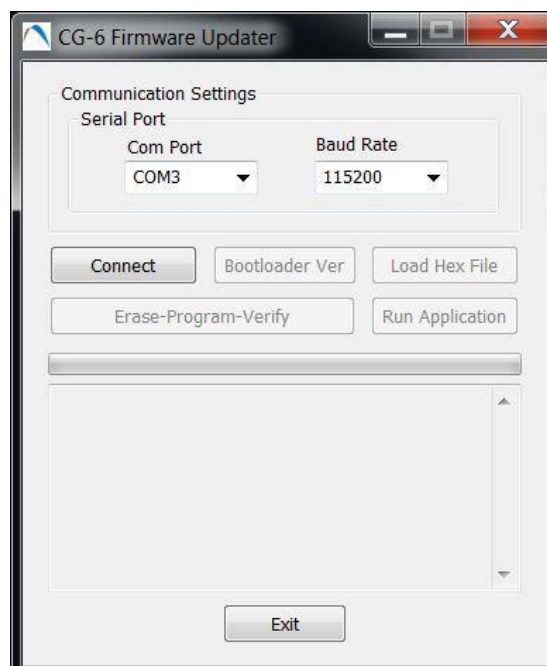 CG-6 Firmware Updater
Communication Settings
Serial Port
Com Port Baud Rate
COM3 115200
Connect Bootloader Ver Load Hex File
Erase-Program-Verify Run Application
Exit